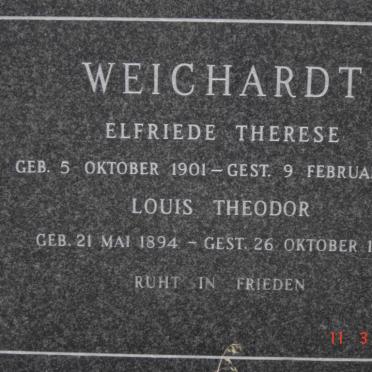 WEICHARDT
ELFRIEDE THERESE
GEB. 5 OKTOBER 1901 – GEST. 9
LOUIS THEODOR
GEB. 21 MAI 1894 – GEST. 26 OKTOBER
RUHT IN FRIEDEN
11 3